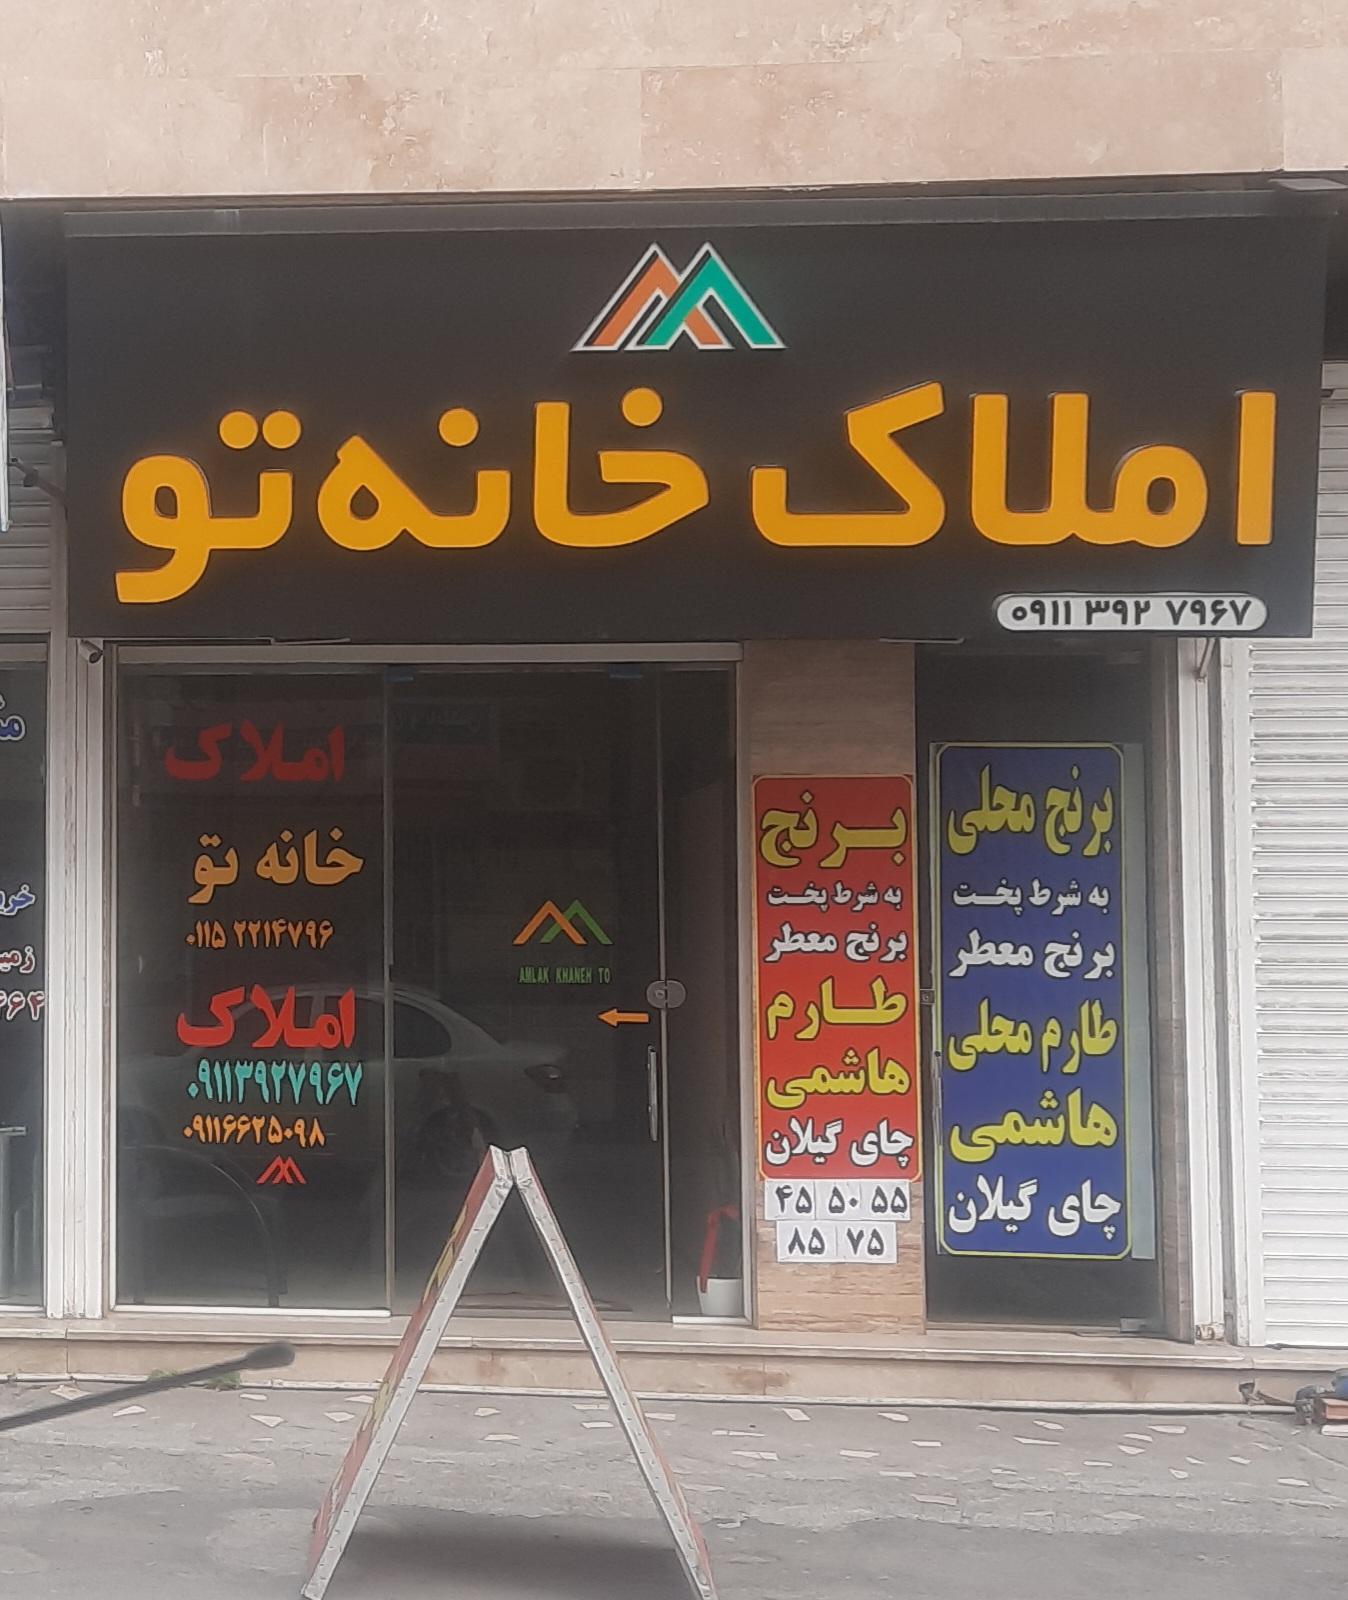 املاک خانه تو
۰۹۱۱ ۳۹۲ ۷۹۶۷
املاک
خانه تو
۰۱۱۵ ۲۲۱۴۷۹۶
املاک
۰۹۱۱۳۹۲۷۹۶۷
۰۹۱۱۶۶۲۵۰۹۸
AMLAK KHANEH TO
برنج
به شرط پخت
برنج معطر
طارم
هاشمی
چای گیلان
۴۵ ۵۰ ۵۵
۸۵ ۷۵
برنج محلی
به شرط پخت
برنج معطر
طارم محلی
هاشمی
چای گیلان